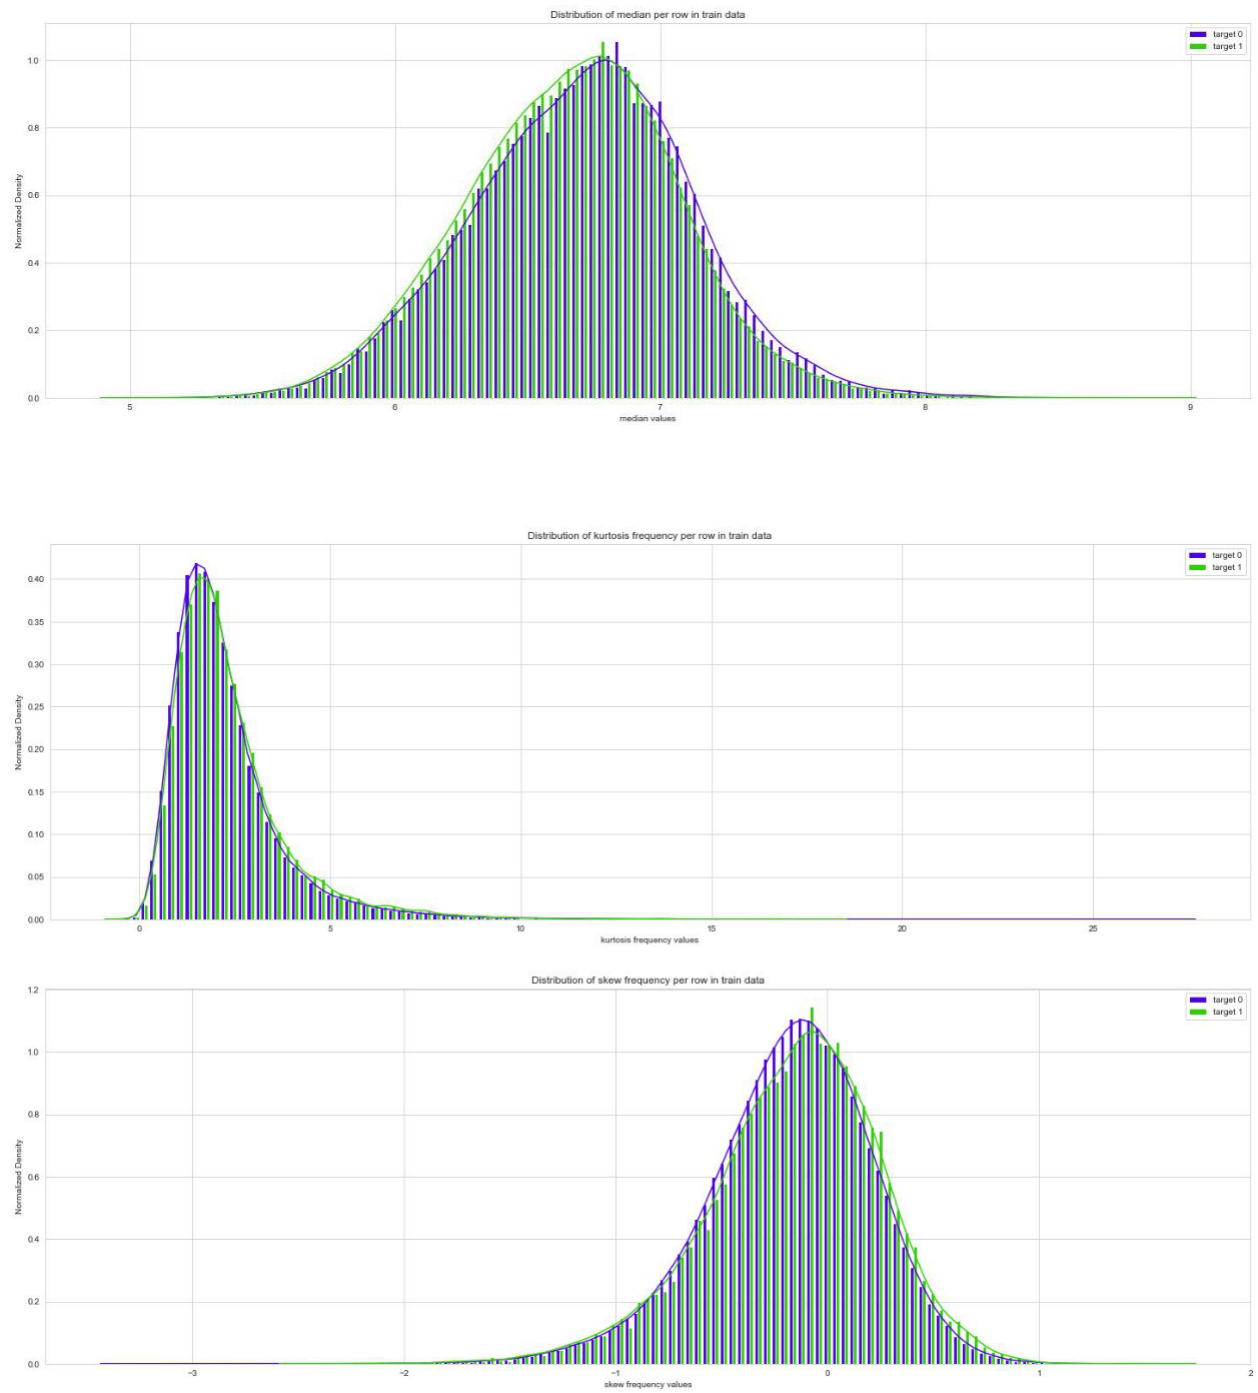 Distribution of median per row in train data
target 0
target 1
Normalized Density
1.0
0.8
0.6
0.4
0.2
0.0
5 6 7 8 9
median values
Distribution of kurtosis frequency per row in train data
target 0
target 1
Normalized Density
0.40
0.35
0.30
0.25
0.20
0.15
0.10
0.05
0.00
0 5 10 15 20 25
kurtosis frequency values
Distribution of skew frequency per row in train data
target 0
target 1
Normalized Density
1.2
1.0
0.8
0.6
0.4
0.2
0.0
−3 −2 −1 0 1 2
skew frequency values